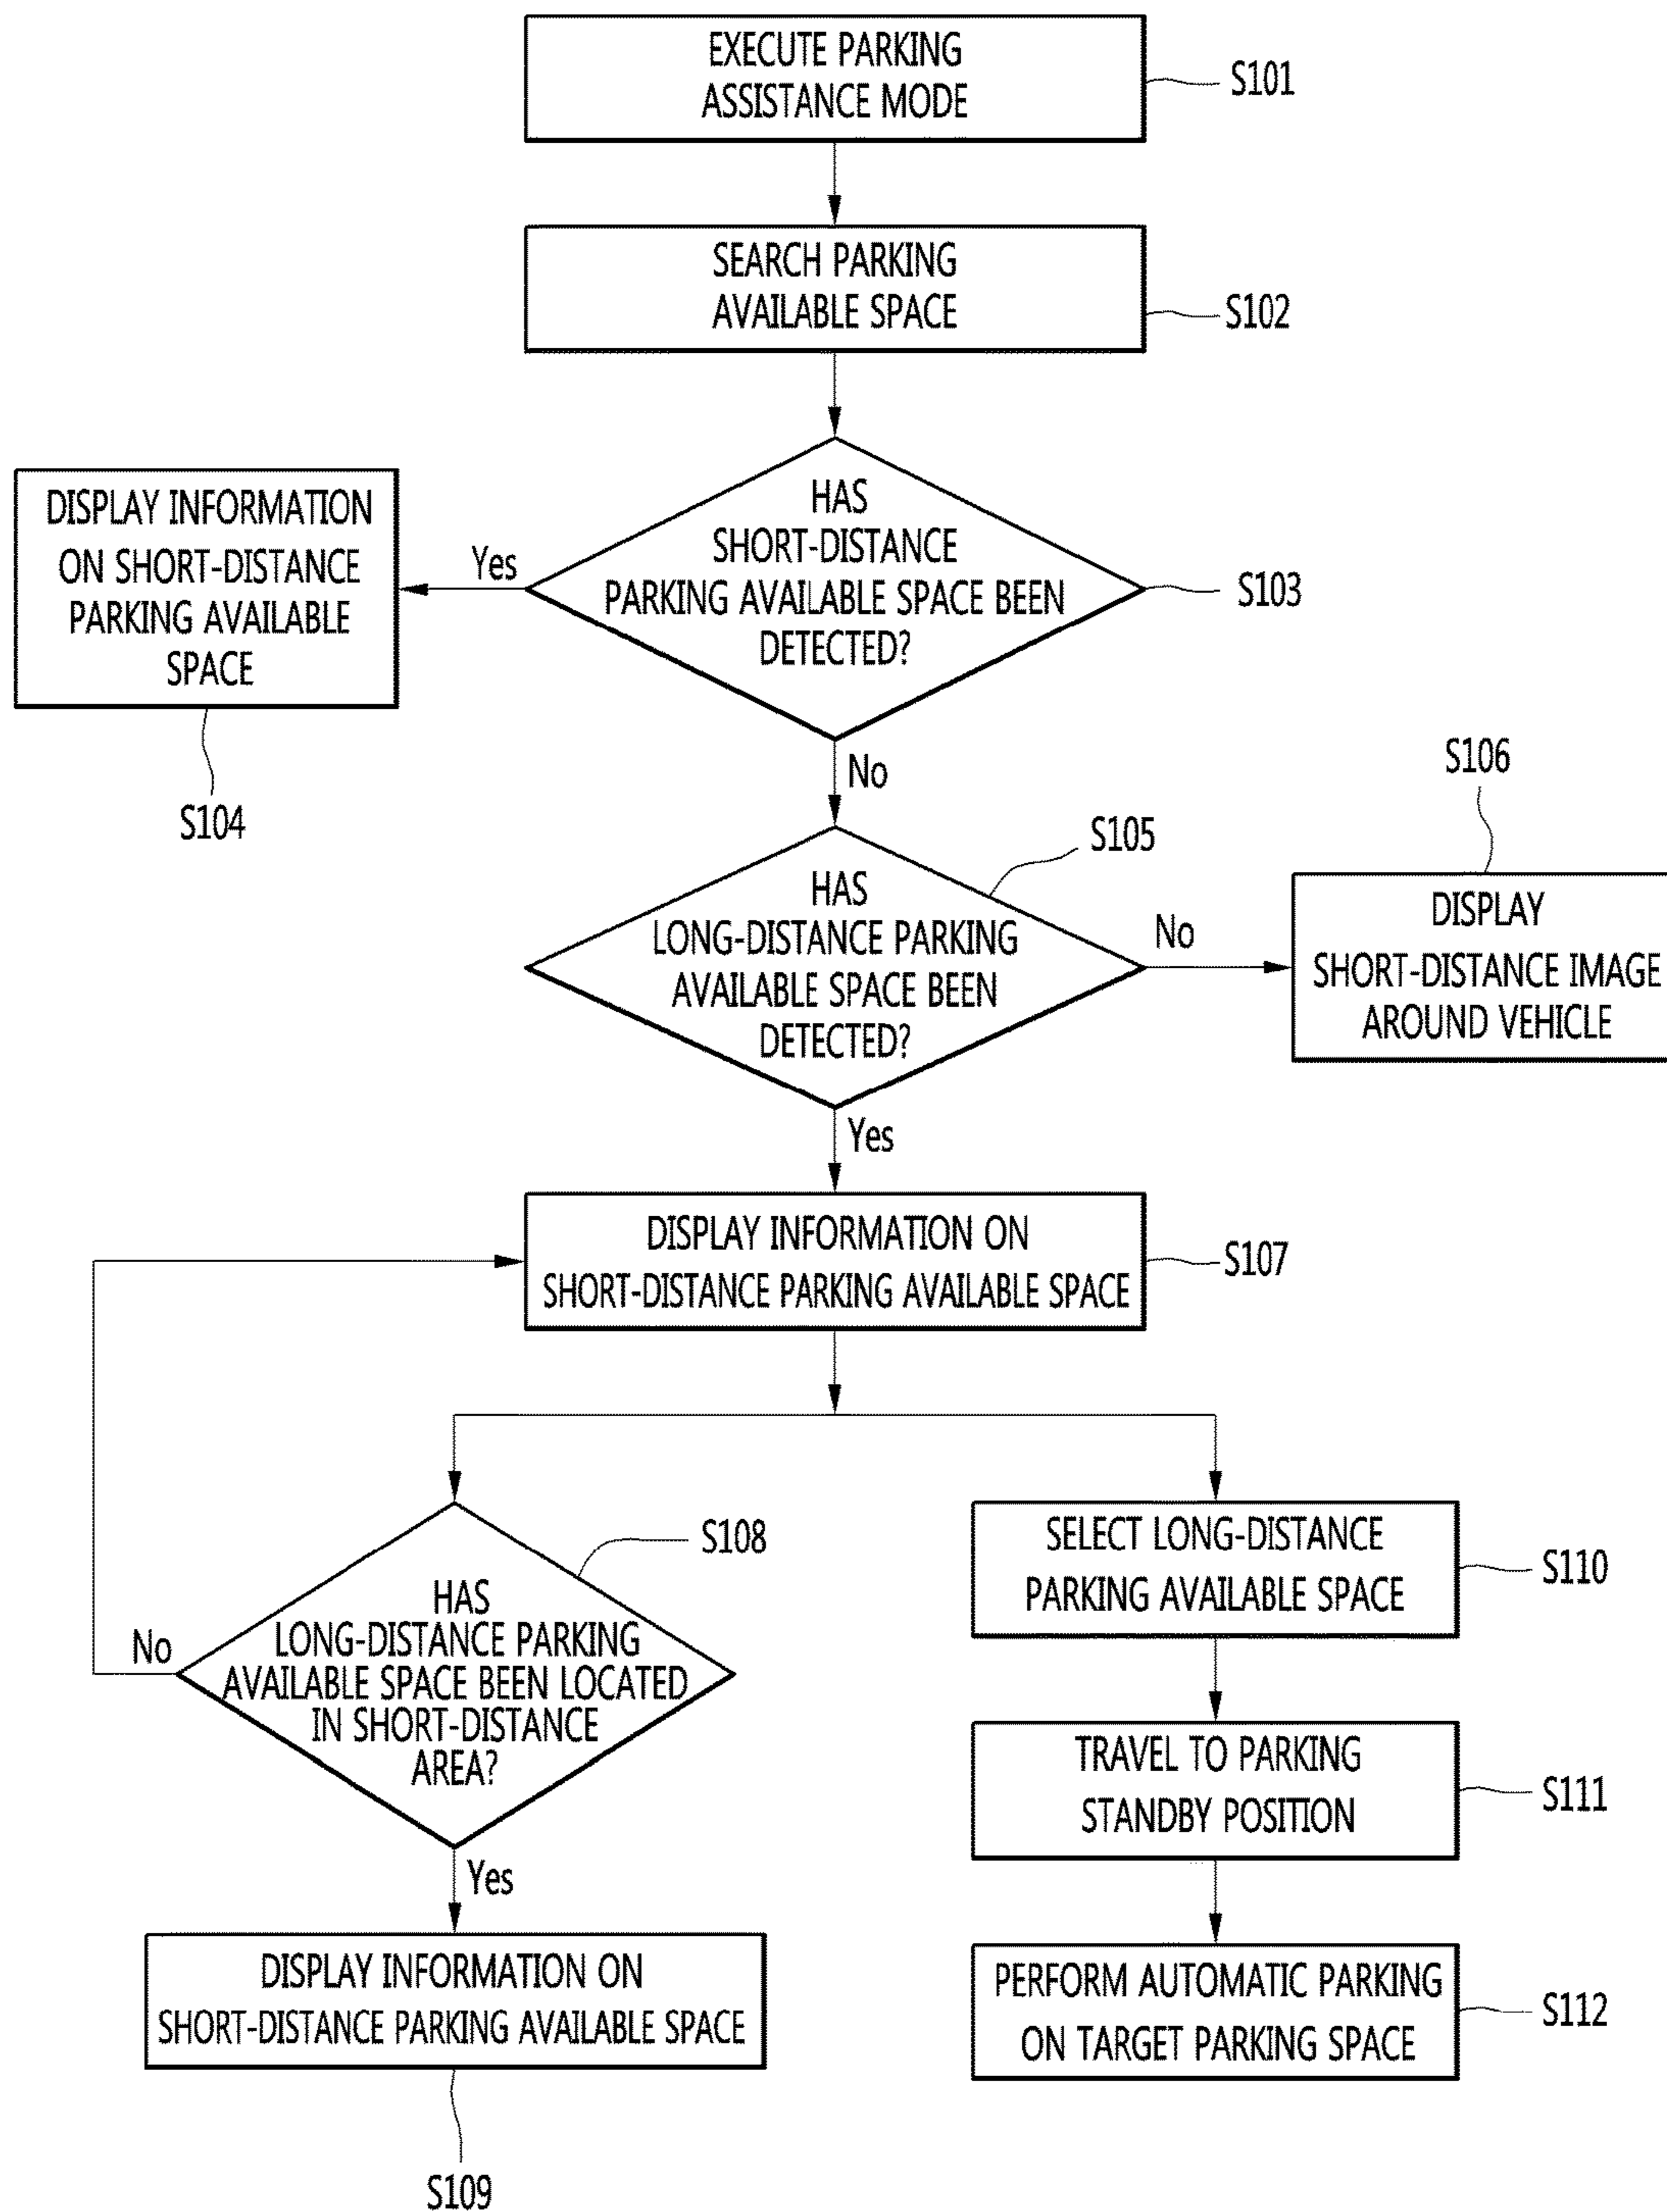 EXECUTE PARKING
ASSISTANCE MODE
S101
SEARCH PARKING
AVAILABLE SPACE
S102
HAS
SHORT-DISTANCE
PARKING AVAILABLE SPACE BEEN
DETECTED?
S103
Yes
DISPLAY INFORMATION
ON SHORT-DISTANCE
PARKING AVAILABLE
SPACE
S104
No
HAS
LONG-DISTANCE PARKING
AVAILABLE SPACE BEEN
DETECTED?
S105
No
S106
DISPLAY
SHORT-DISTANCE IMAGE
AROUND VEHICLE
Yes
DISPLAY INFORMATION ON
SHORT-DISTANCE PARKING AVAILABLE SPACE
S107
S108
HAS
LONG-DISTANCE PARKING
AVAILABLE SPACE BEEN LOCATED
IN SHORT-DISTANCE
AREA?
No
Yes
DISPLAY INFORMATION ON
SHORT-DISTANCE PARKING AVAILABLE SPACE
S109
SELECT LONG-DISTANCE
PARKING AVAILABLE SPACE
S110
TRAVEL TO PARKING
STANDBY POSITION
S111
PERFORM AUTOMATIC PARKING
ON TARGET PARKING SPACE
S112